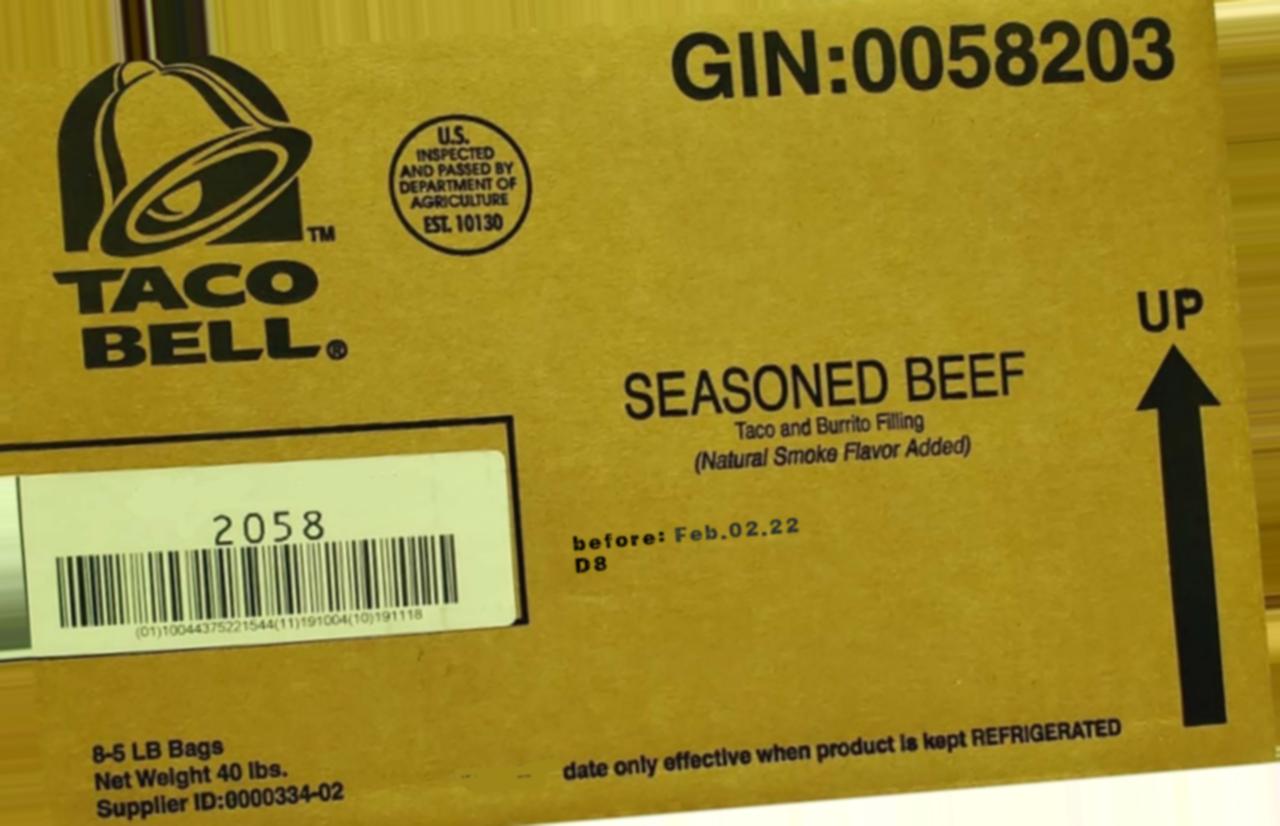 GIN:0058203
TACO
BELL®
TM
U.S.
INSPECTED
AND PASSED BY
DEPARTMENT OF
AGRICULTURE
EST. 10130
UP
SEASONED BEEF
Taco and Burrito Filling
(Natural Smoke Flavor Added)
2058
(01)10044375221544(11)191004(10)191118
before: Feb.02.22
D8
8-5 LB Bags
Net Weight 40 lbs.
Supplier ID:0000334-02
date only effective when product is kept REFRIGERATED